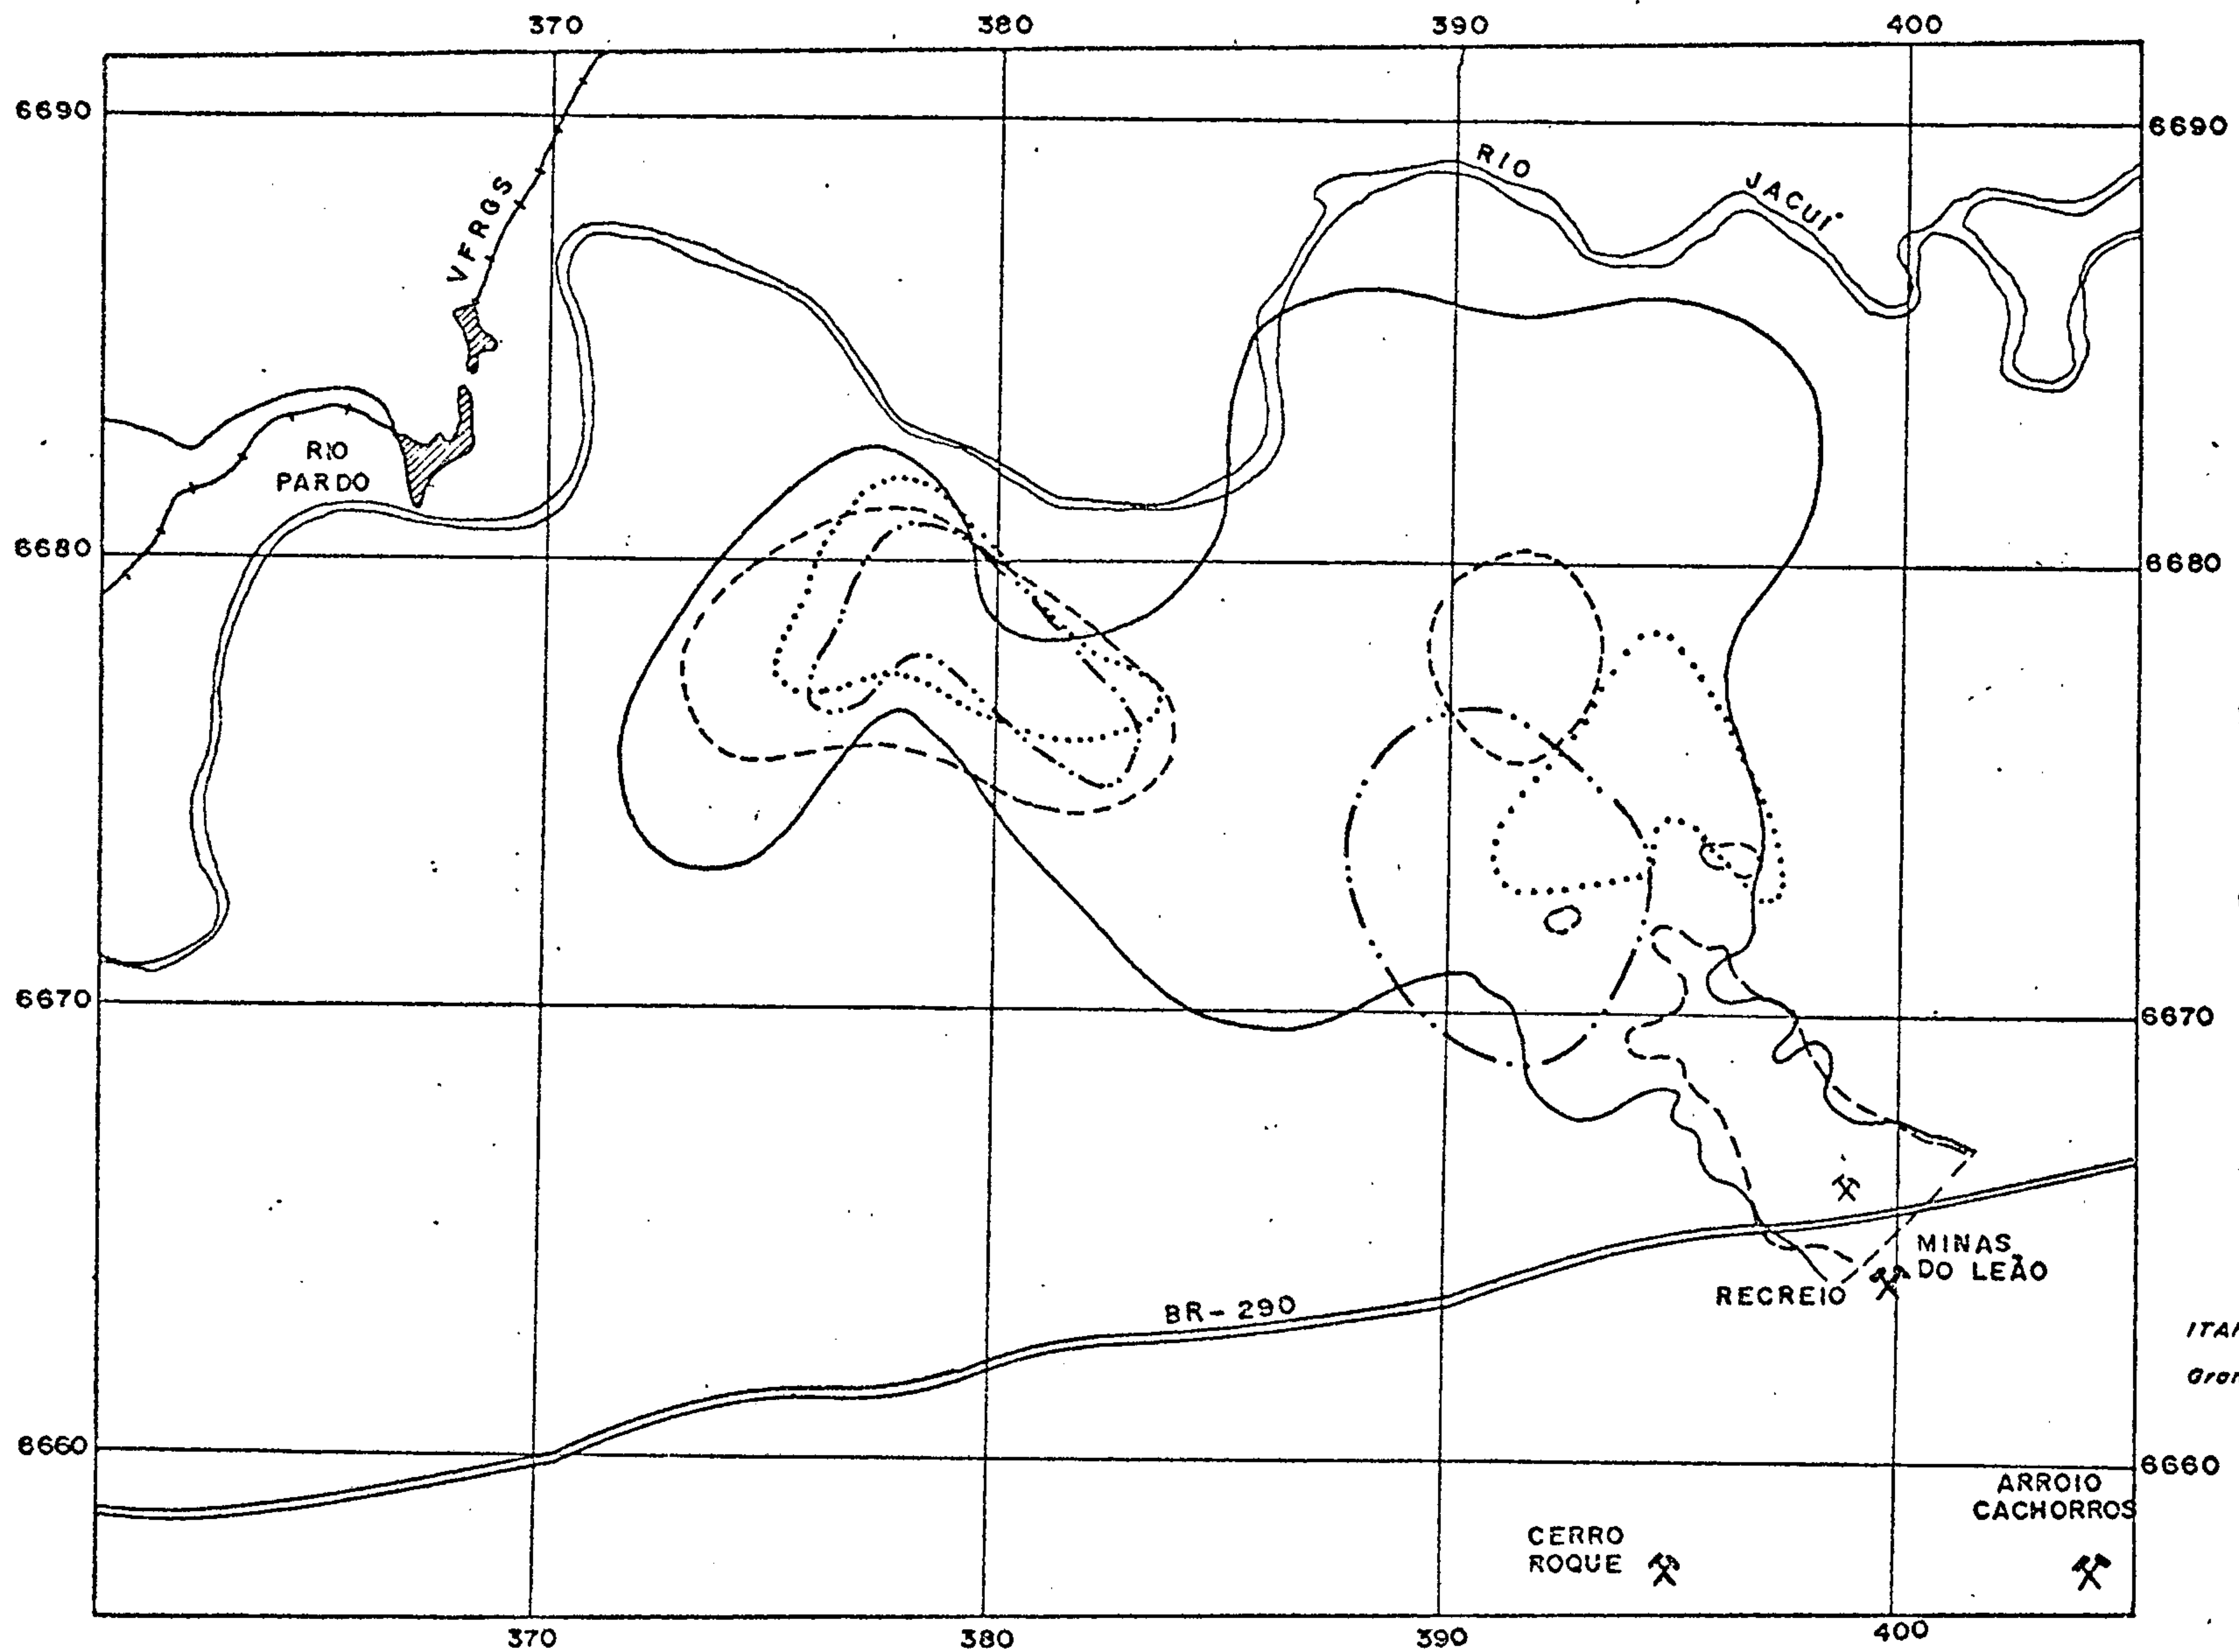 370 380 390 400
6690 6690
RIO
JACUÍ
VFRGS
RIO
PARDO
6680 6680
6670 6670
MINAS
DO LEÃO
RECREIO
BR-290
6660 6660
ARROIO
CACHORROS
CERRO
ROQUE
370 380 390 400